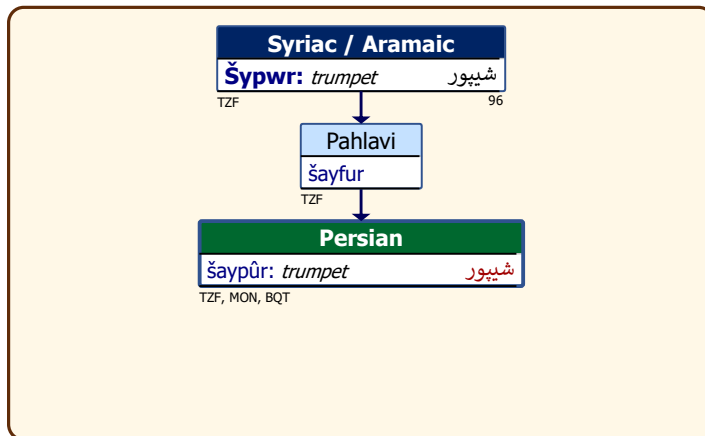 Syriac / Aramaic
Šypwr: trumpet شیپور
TZF 96
Pahlavi
šayfur
TZF
Persian
šaypûr: trumpet شیپور
TZF, MON, BQT